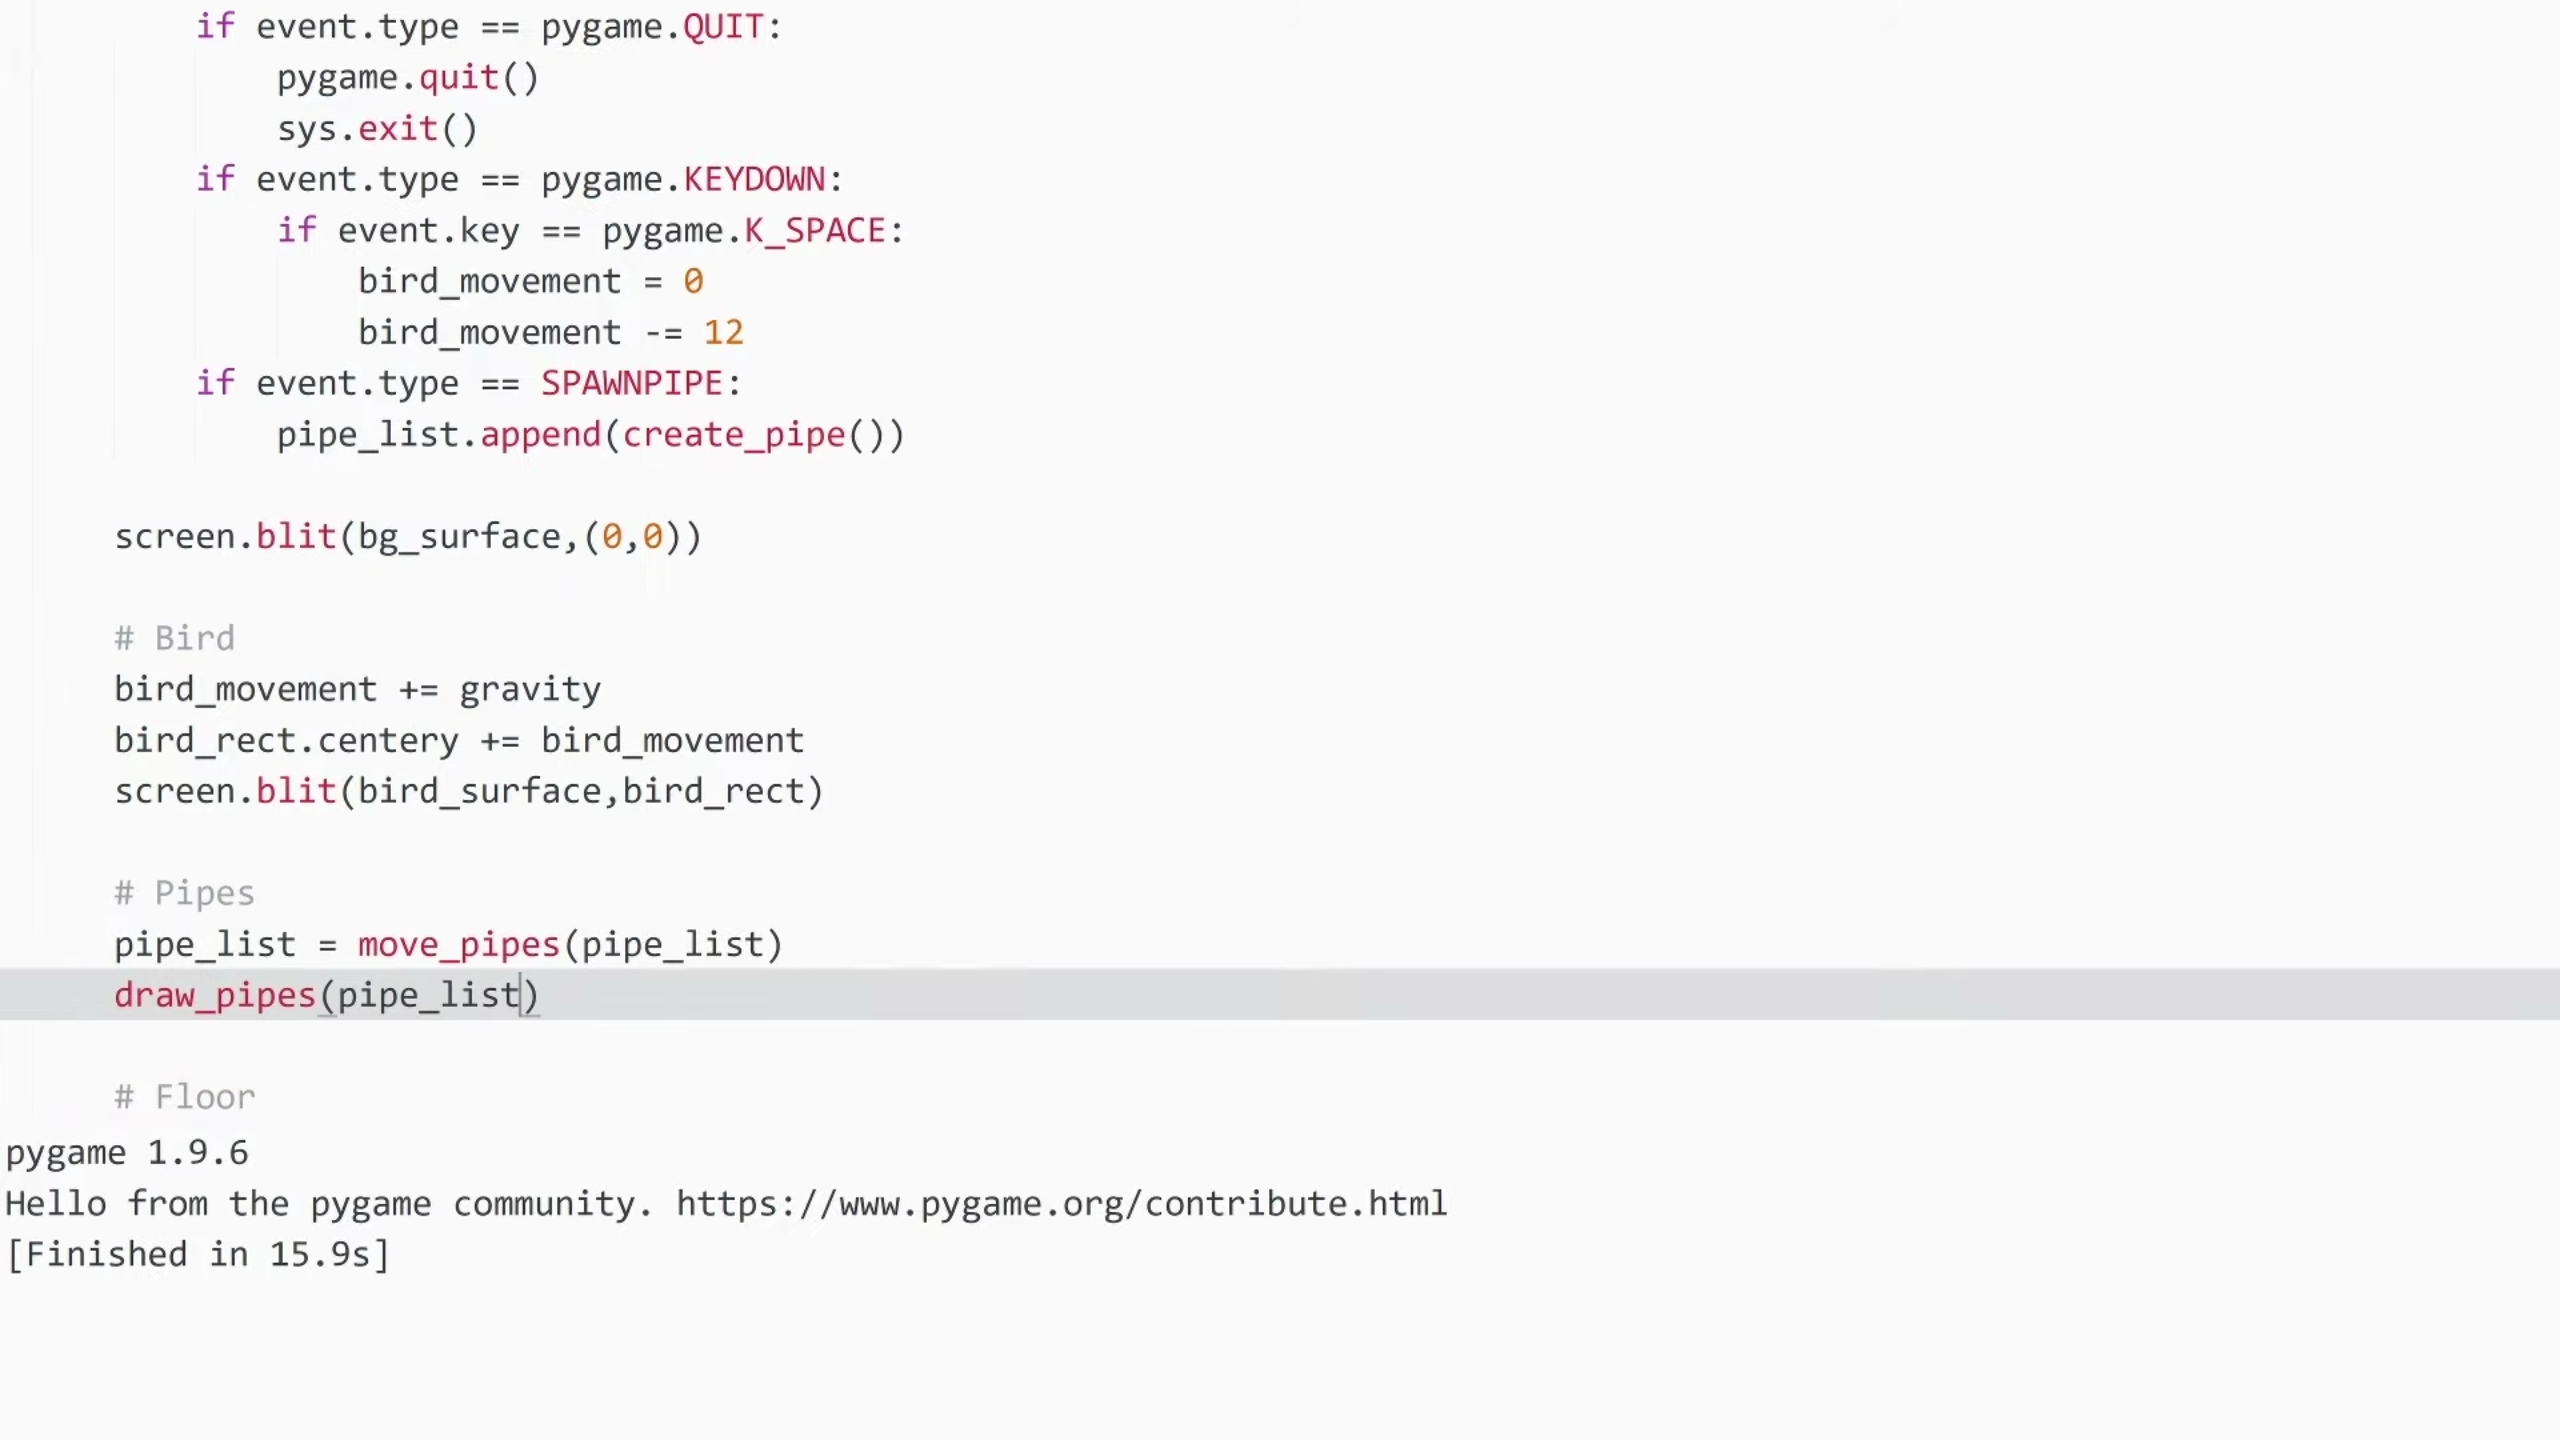 if event.type == pygame.QUIT:
pygame.quit()
sys.exit()
if event.type == pygame.KEYDOWN:
if event.key == pygame.K_SPACE:
bird_movement = 0
bird_movement -= 12
if event.type == SPAWNPIPE:
pipe_list.append(create_pipe())
screen.blit(bg_surface,(0,0))
# Bird
bird_movement += gravity
bird_rect.centery += bird_movement
screen.blit(bird_surface,bird_rect)
# Pipes
pipe_list = move_pipes(pipe_list)
draw_pipes(pipe_list)
# Floor
pygame 1.9.6
Hello from the pygame community. https://www.pygame.org/contribute.html
[Finished in 15.9s]